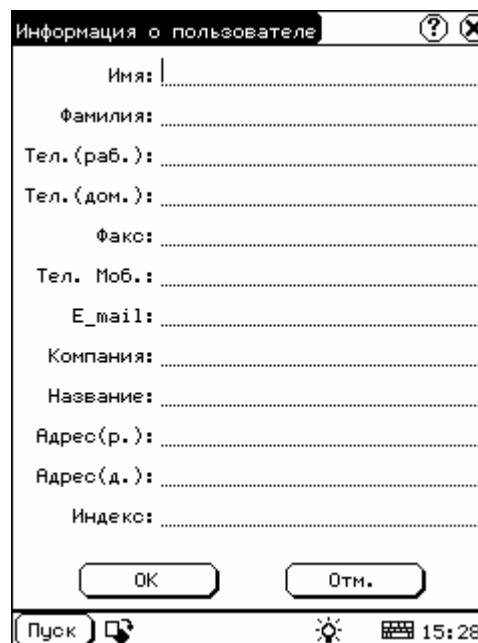 Информация о пользователе ?
Имя:
Фамилия:
Тел.(раб.):
Тел.(дом.):
Факс:
Тел. Моб.:
E_mail:
Компания:
Название:
Адрес(р.):
Адрес(д.):
Индекс:
OK Отм.
Пуск 15:28